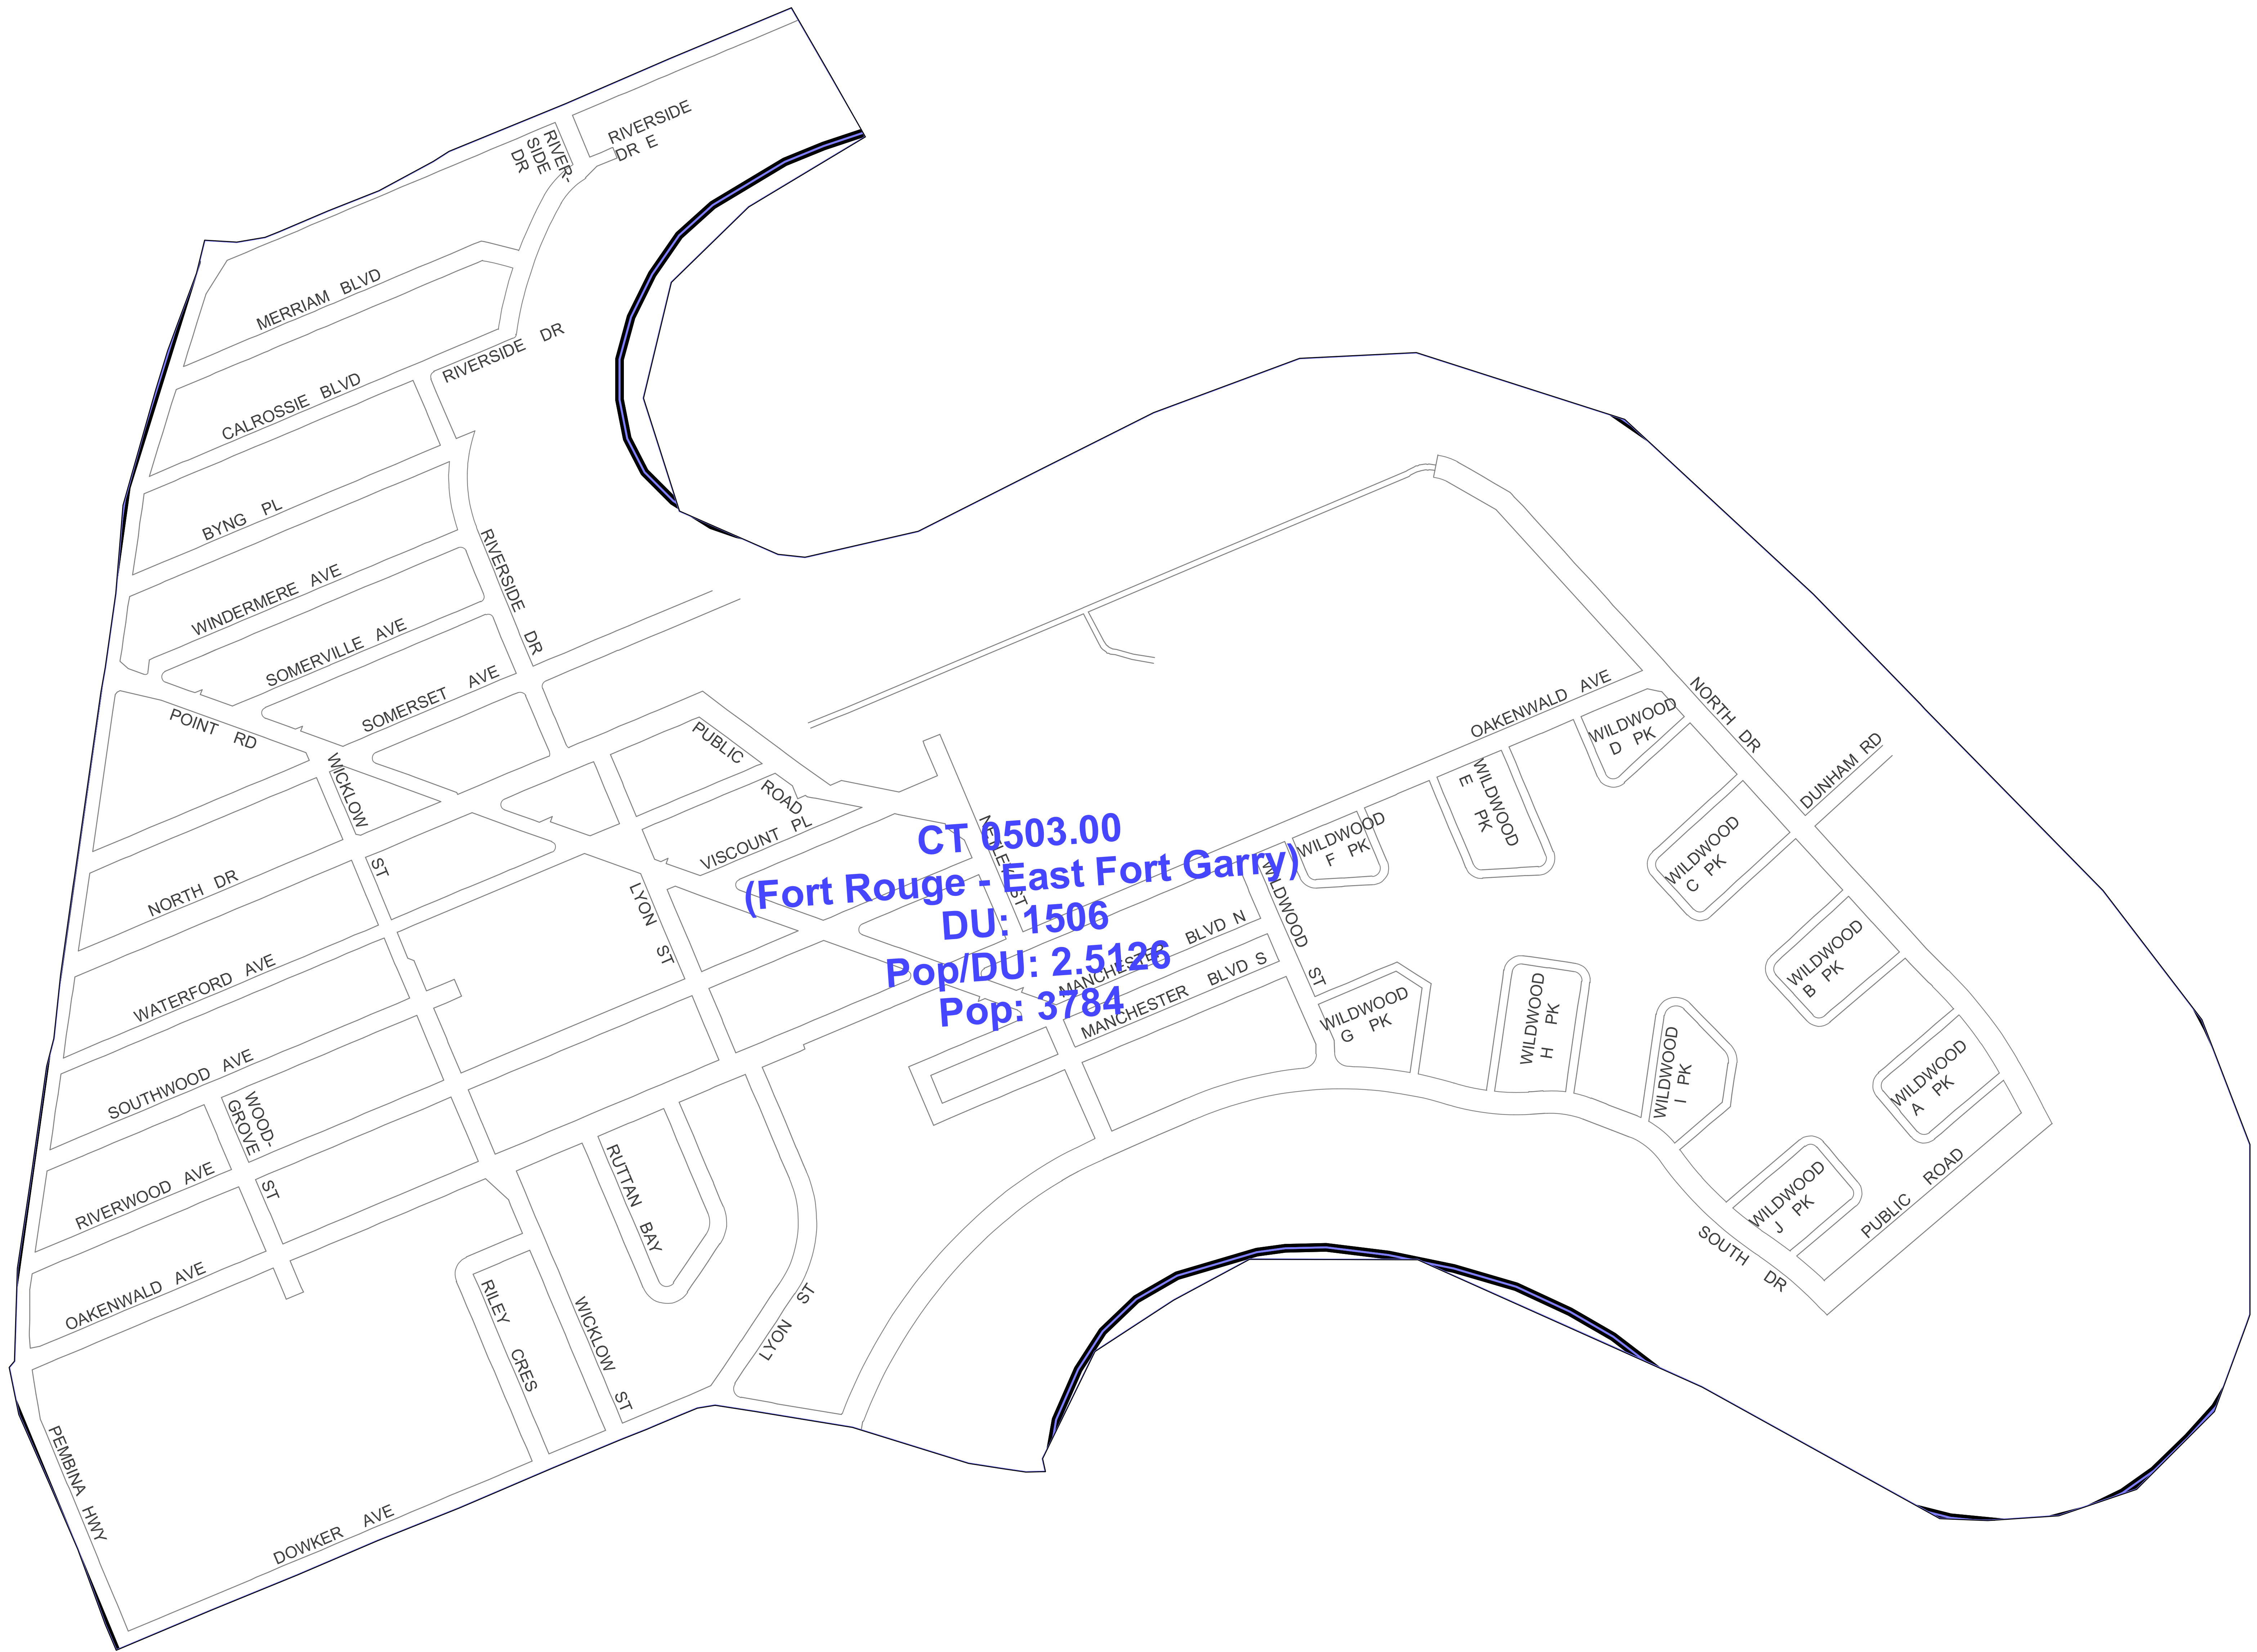 RIVER-
SIDE
DR
RIVERSIDE
DR E
MERRIAM BLVD
RIVERSIDE DR
CALROSSIE BLVD
BYNG PL
RIVERSIDE DR
WINDERMERE AVE
SOMERVILLE AVE
SOMERSET AVE
POINT RD
WICKLOW ST
PUBLIC ROAD
VISCOUNT PL
NORTH DR
LYON ST
WATERFORD AVE
SOUTHWOOD AVE
WOOD-
GROVE ST
RIVERWOOD AVE
OAKENWALD AVE
RUTTAN BAY
RILEY CRES
WICKLOW ST
LYON ST
PEMBINA HWY
DOWKER AVE
CT 0503.00
(Fort Rouge - East Fort Garry)
DU: 1506
Pop/DU: 2.5126
Pop: 3784
MANCHESTER BLVD N
MANCHESTER BLVD S
WILDWOOD ST
OAKENWALD AVE
NORTH DR
DUNHAM RD
WILDWOOD
D PK
WILDWOOD
E PK
WILDWOOD
F PK
WILDWOOD
C PK
WILDWOOD
B PK
WILDWOOD
G PK
WILDWOOD
H PK
WILDWOOD
I PK
WILDWOOD
A PK
WILDWOOD
J PK
PUBLIC ROAD
SOUTH DR